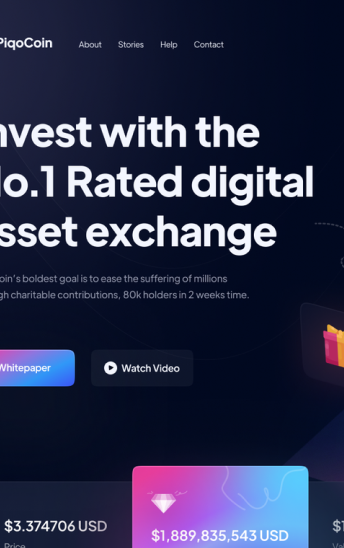 PiqoCoin About Stories Help Contact
nvest with the
lo.1 Rated digital
sset exchange
oin's boldest goal is to ease the suffering of millions
gh charitable contributions, 80k holders in 2 weeks time.
Whitepaper Watch Video
$3.374706 USD $1,889,835,543 USD $1
Price